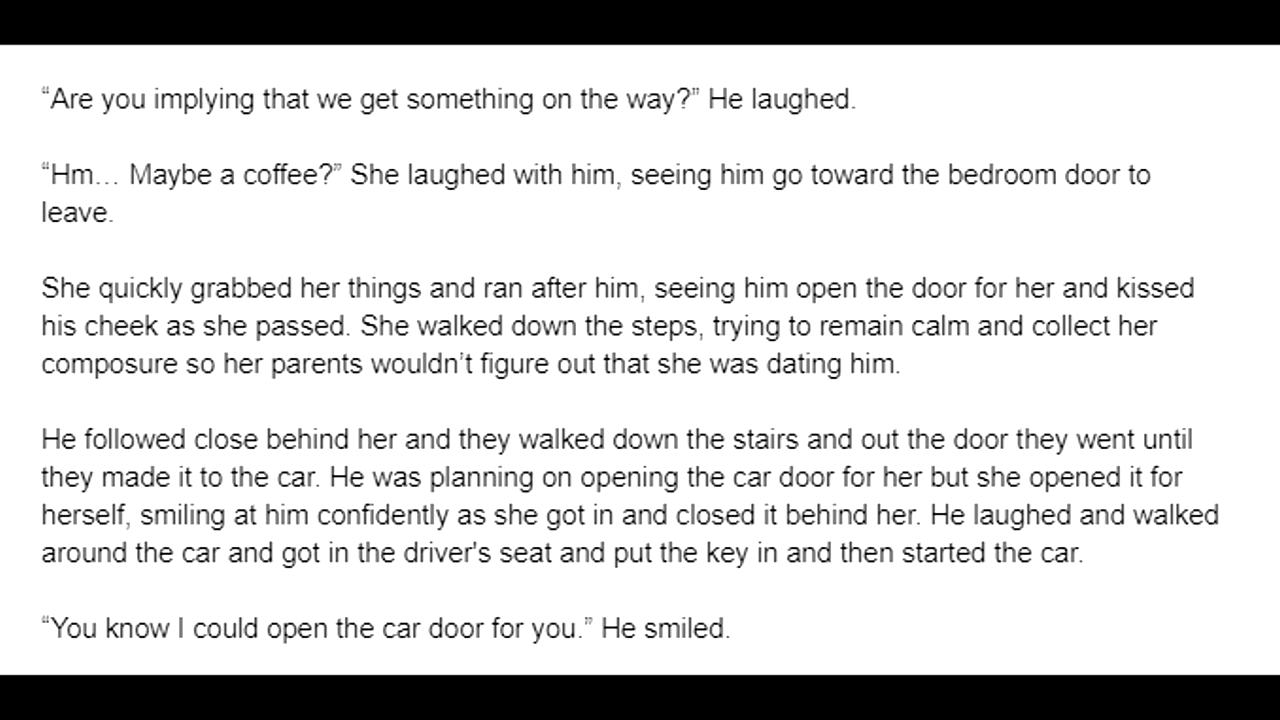 “Are you implying that we get something on the way?” He laughed.
“Hm… Maybe a coffee?” She laughed with him, seeing him go toward the bedroom door to
leave.
She quickly grabbed her things and ran after him, seeing him open the door for her and kissed
his cheek as she passed. She walked down the steps, trying to remain calm and collect her
composure so her parents wouldn’t figure out that she was dating him.
He followed close behind her and they walked down the stairs and out the door they went until
they made it to the car. He was planning on opening the car door for her but she opened it for
herself, smiling at him confidently as she got in and closed it behind her. He laughed and walked
around the car and got in the driver's seat and put the key in and then started the car.
“You know I could open the car door for you.” He smiled.